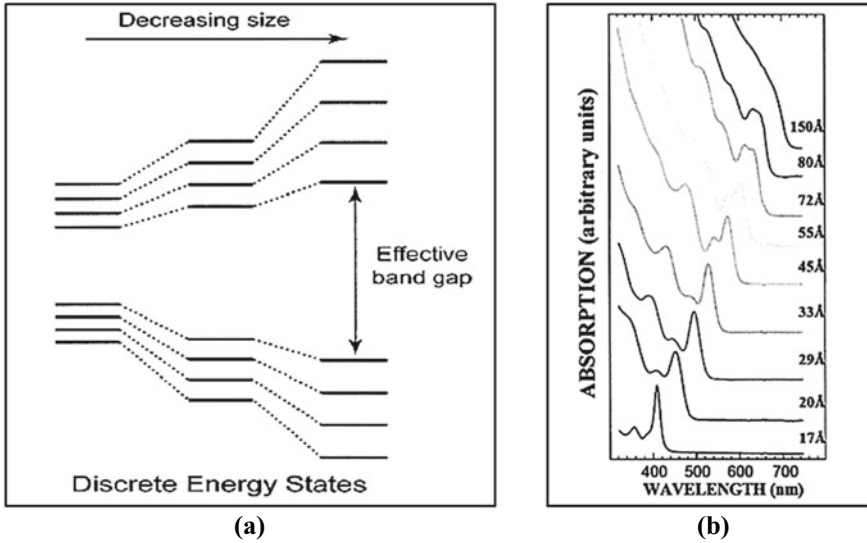 Decreasing size
Effective
band gap
Discrete Energy States
(a)
ABSORPTION (arbitrary units)
150Å
80Å
72Å
55Å
45Å
33Å
29Å
20Å
17Å
400 500 600 700
WAVELENGTH (nm)
(b)